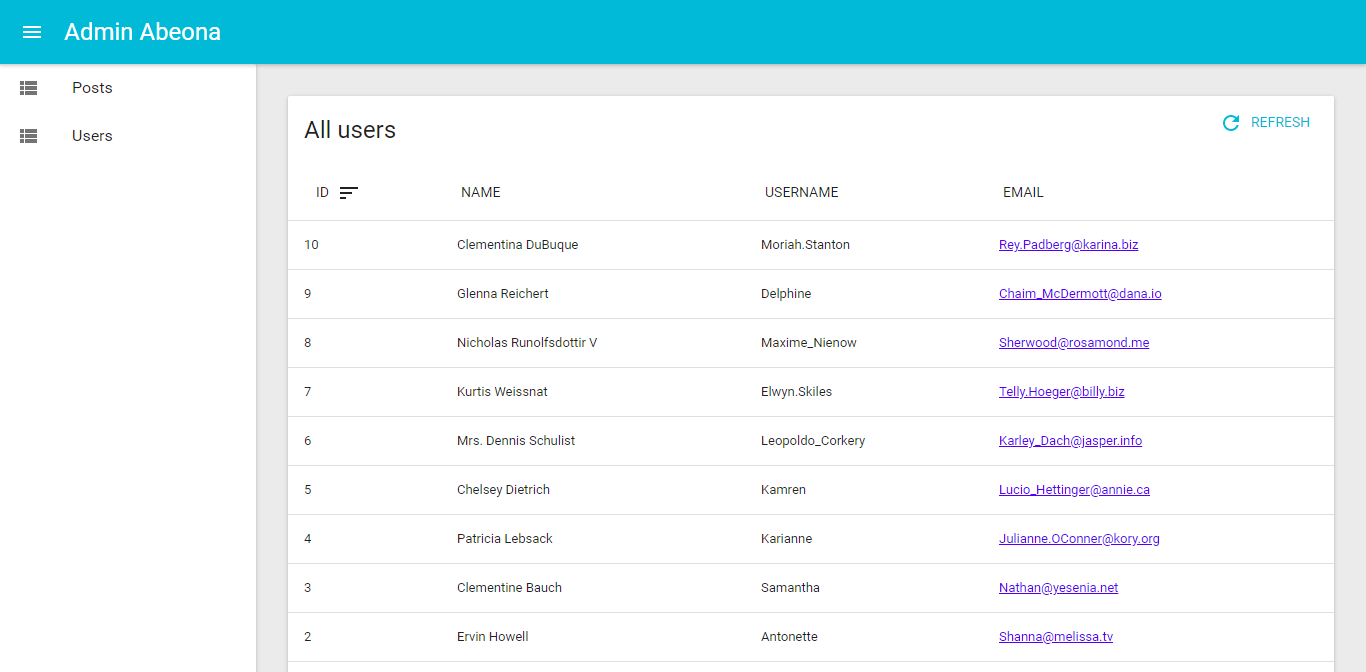 Admin Abeona
Posts
Users
All users
REFRESH
ID NAME USERNAME EMAIL
10 Clementina DuBuque Moriah.Stanton Rey.Padberg@karina.biz
9 Glenna Reichert Delphine Chaim_McDermott@dana.io
8 Nicholas Runolfsdottir V Maxime_Nienow Sherwood@rosamond.me
7 Kurtis Weissnat Elwyn.Skiles Telly.Hoeger@billy.biz
6 Mrs. Dennis Schulist Leopoldo_Corkery Karley_Dach@jasper.info
5 Chelsey Dietrich Kamren Lucio_Hettinger@annie.ca
4 Patricia Lebsack Karianne Julianne.OConner@kory.org
3 Clementine Bauch Samantha Nathan@yesenia.net
2 Ervin Howell Antonette Shanna@melissa.tv